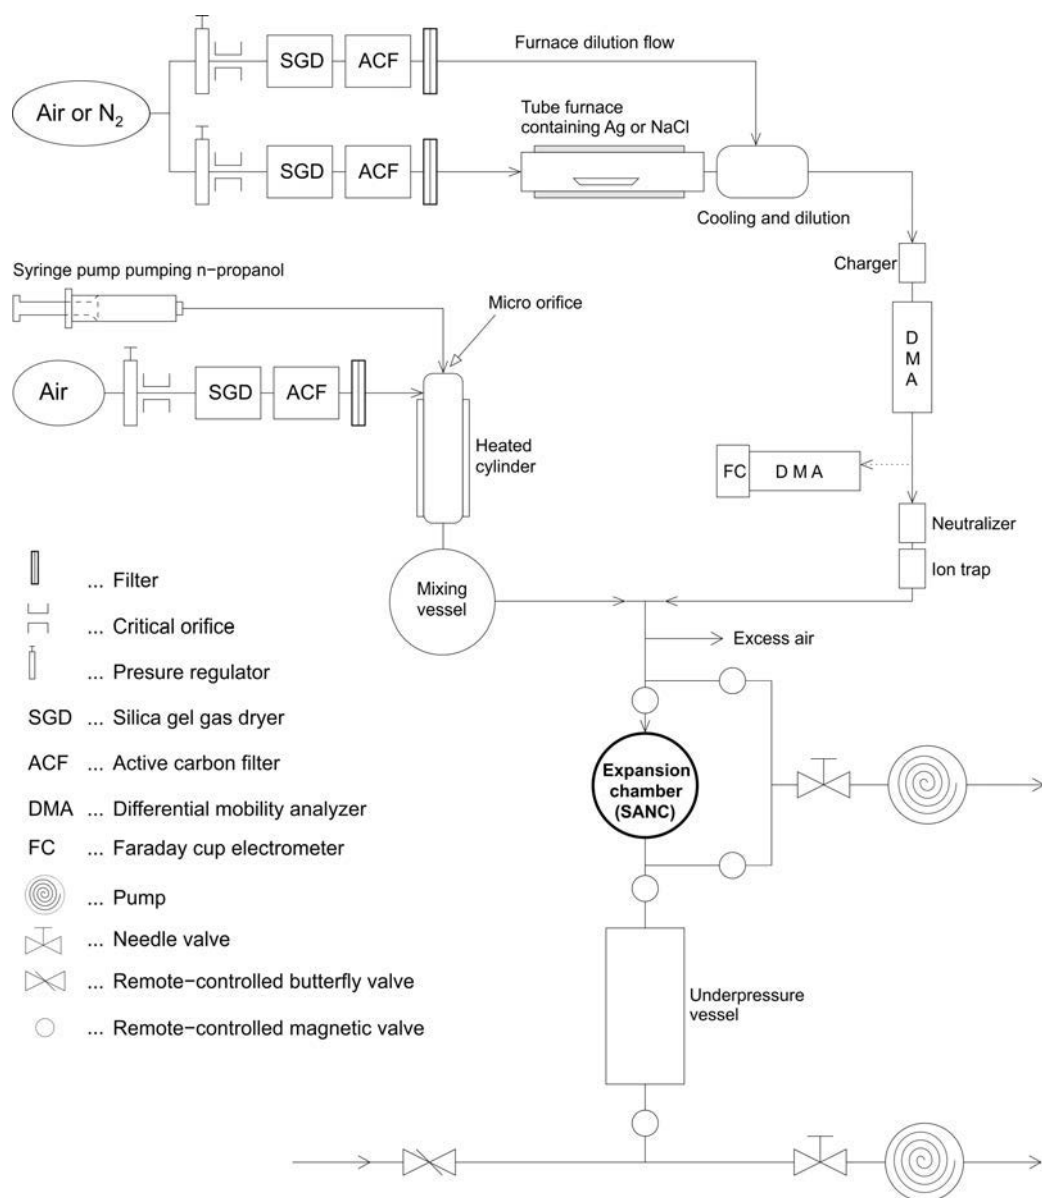 Furnace dilution flow
SGD
ACF
Air or N₂
Tube furnace
containing Ag or NaCl
SGD
ACF
Cooling and dilution
Charger
Syringe pump pumping n−propanol
Micro orifice
D
M
A
Air
SGD
ACF
Heated
cylinder
FC
D M A
Neutralizer
Ion trap
Mixing
vessel
Excess air
Expansion
chamber
(SANC)
Underpressure
vessel
... Filter
... Critical orifice
... Presure regulator
SGD ... Silica gel gas dryer
ACF ... Active carbon filter
DMA ... Differential mobility analyzer
FC ... Faraday cup electrometer
... Pump
... Needle valve
... Remote−controlled butterfly valve
... Remote−controlled magnetic valve